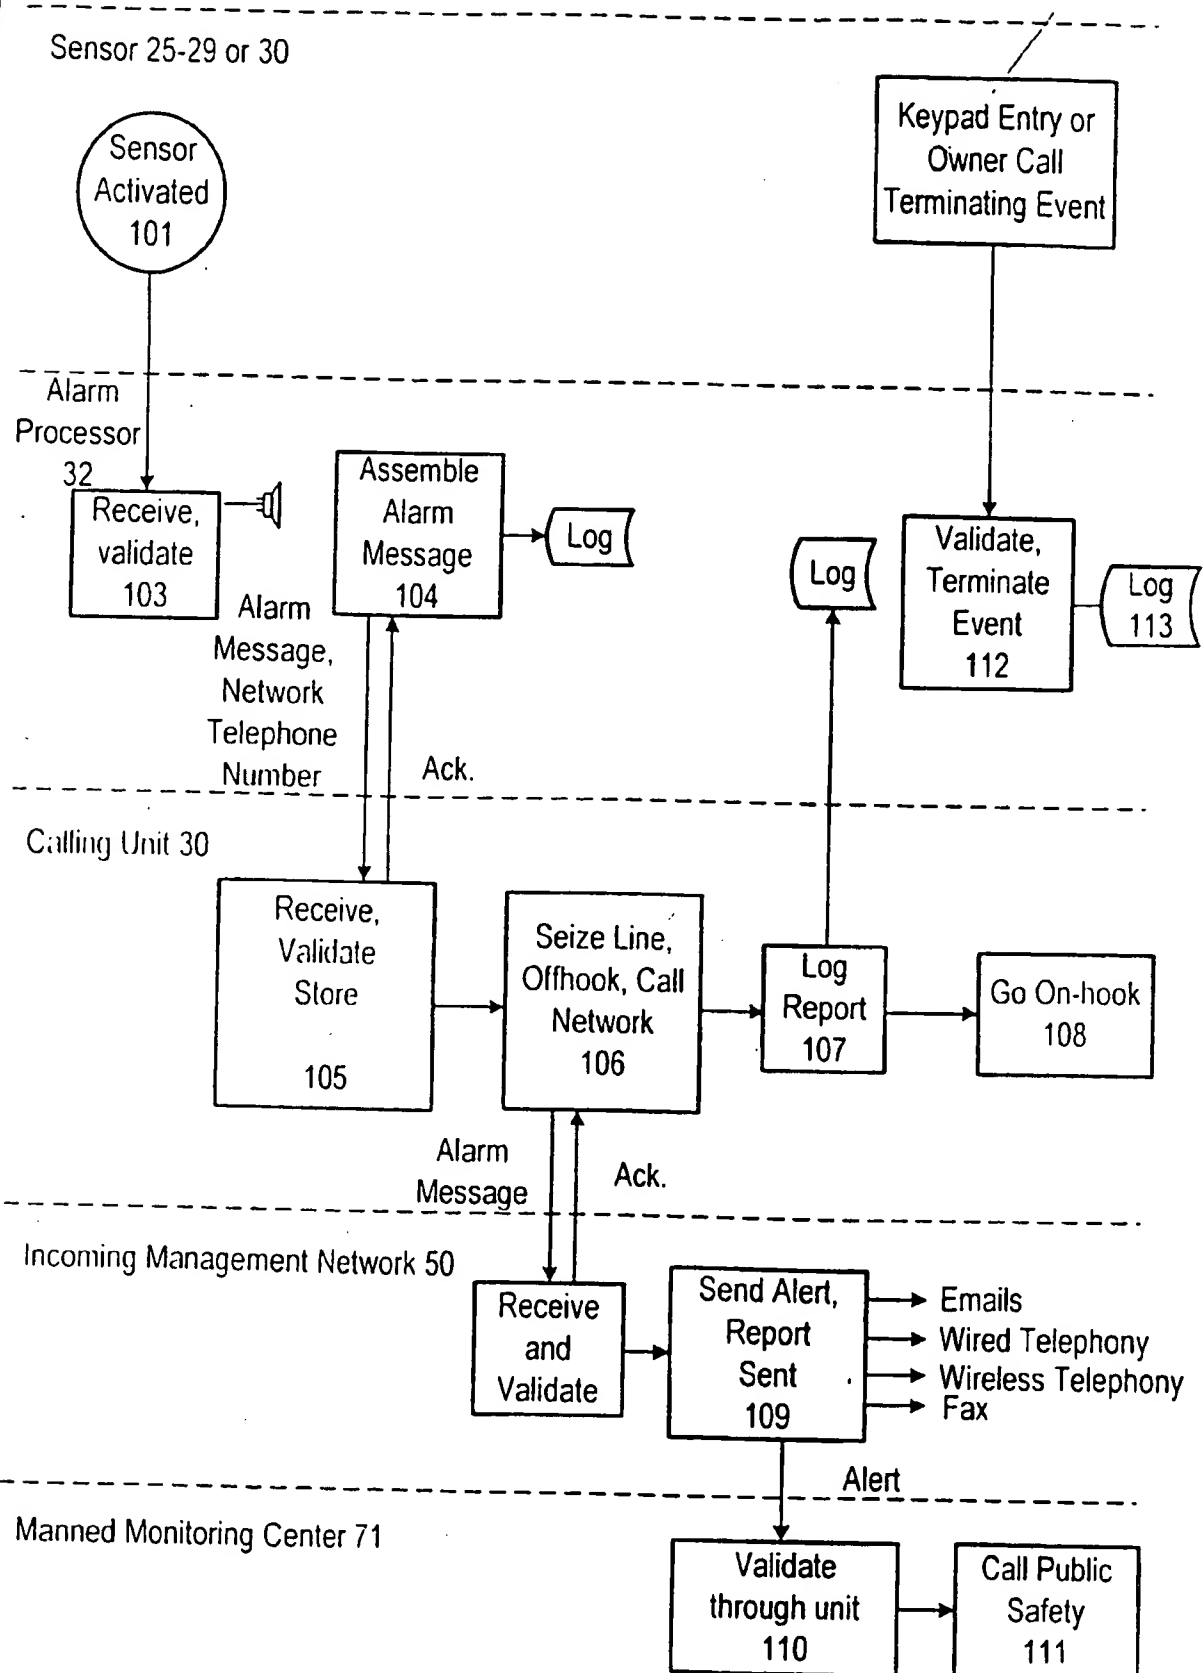 Sensor 25-29 or 30
Sensor
Activated
101
Keypad Entry or
Owner Call
Terminating Event
Alarm
Processor
32
Receive,
validate
103
Assemble
Alarm
Message
104
Log
Log
Validate,
Terminate
Event
112
Log
113
Alarm
Message,
Network
Telephone
Number
Ack.
Calling Unit 30
Receive,
Validate
Store
105
Seize Line,
Offhook, Call
Network
106
Log
Report
107
Go On-hook
108
Alarm
Message
Ack.
Incoming Management Network 50
Receive
and
Validate
Send Alert,
Report
Sent
109
Emails
Wired Telephony
Wireless Telephony
Fax
Alert
Manned Monitoring Center 71
Validate
through unit
110
Call Public
Safety
111